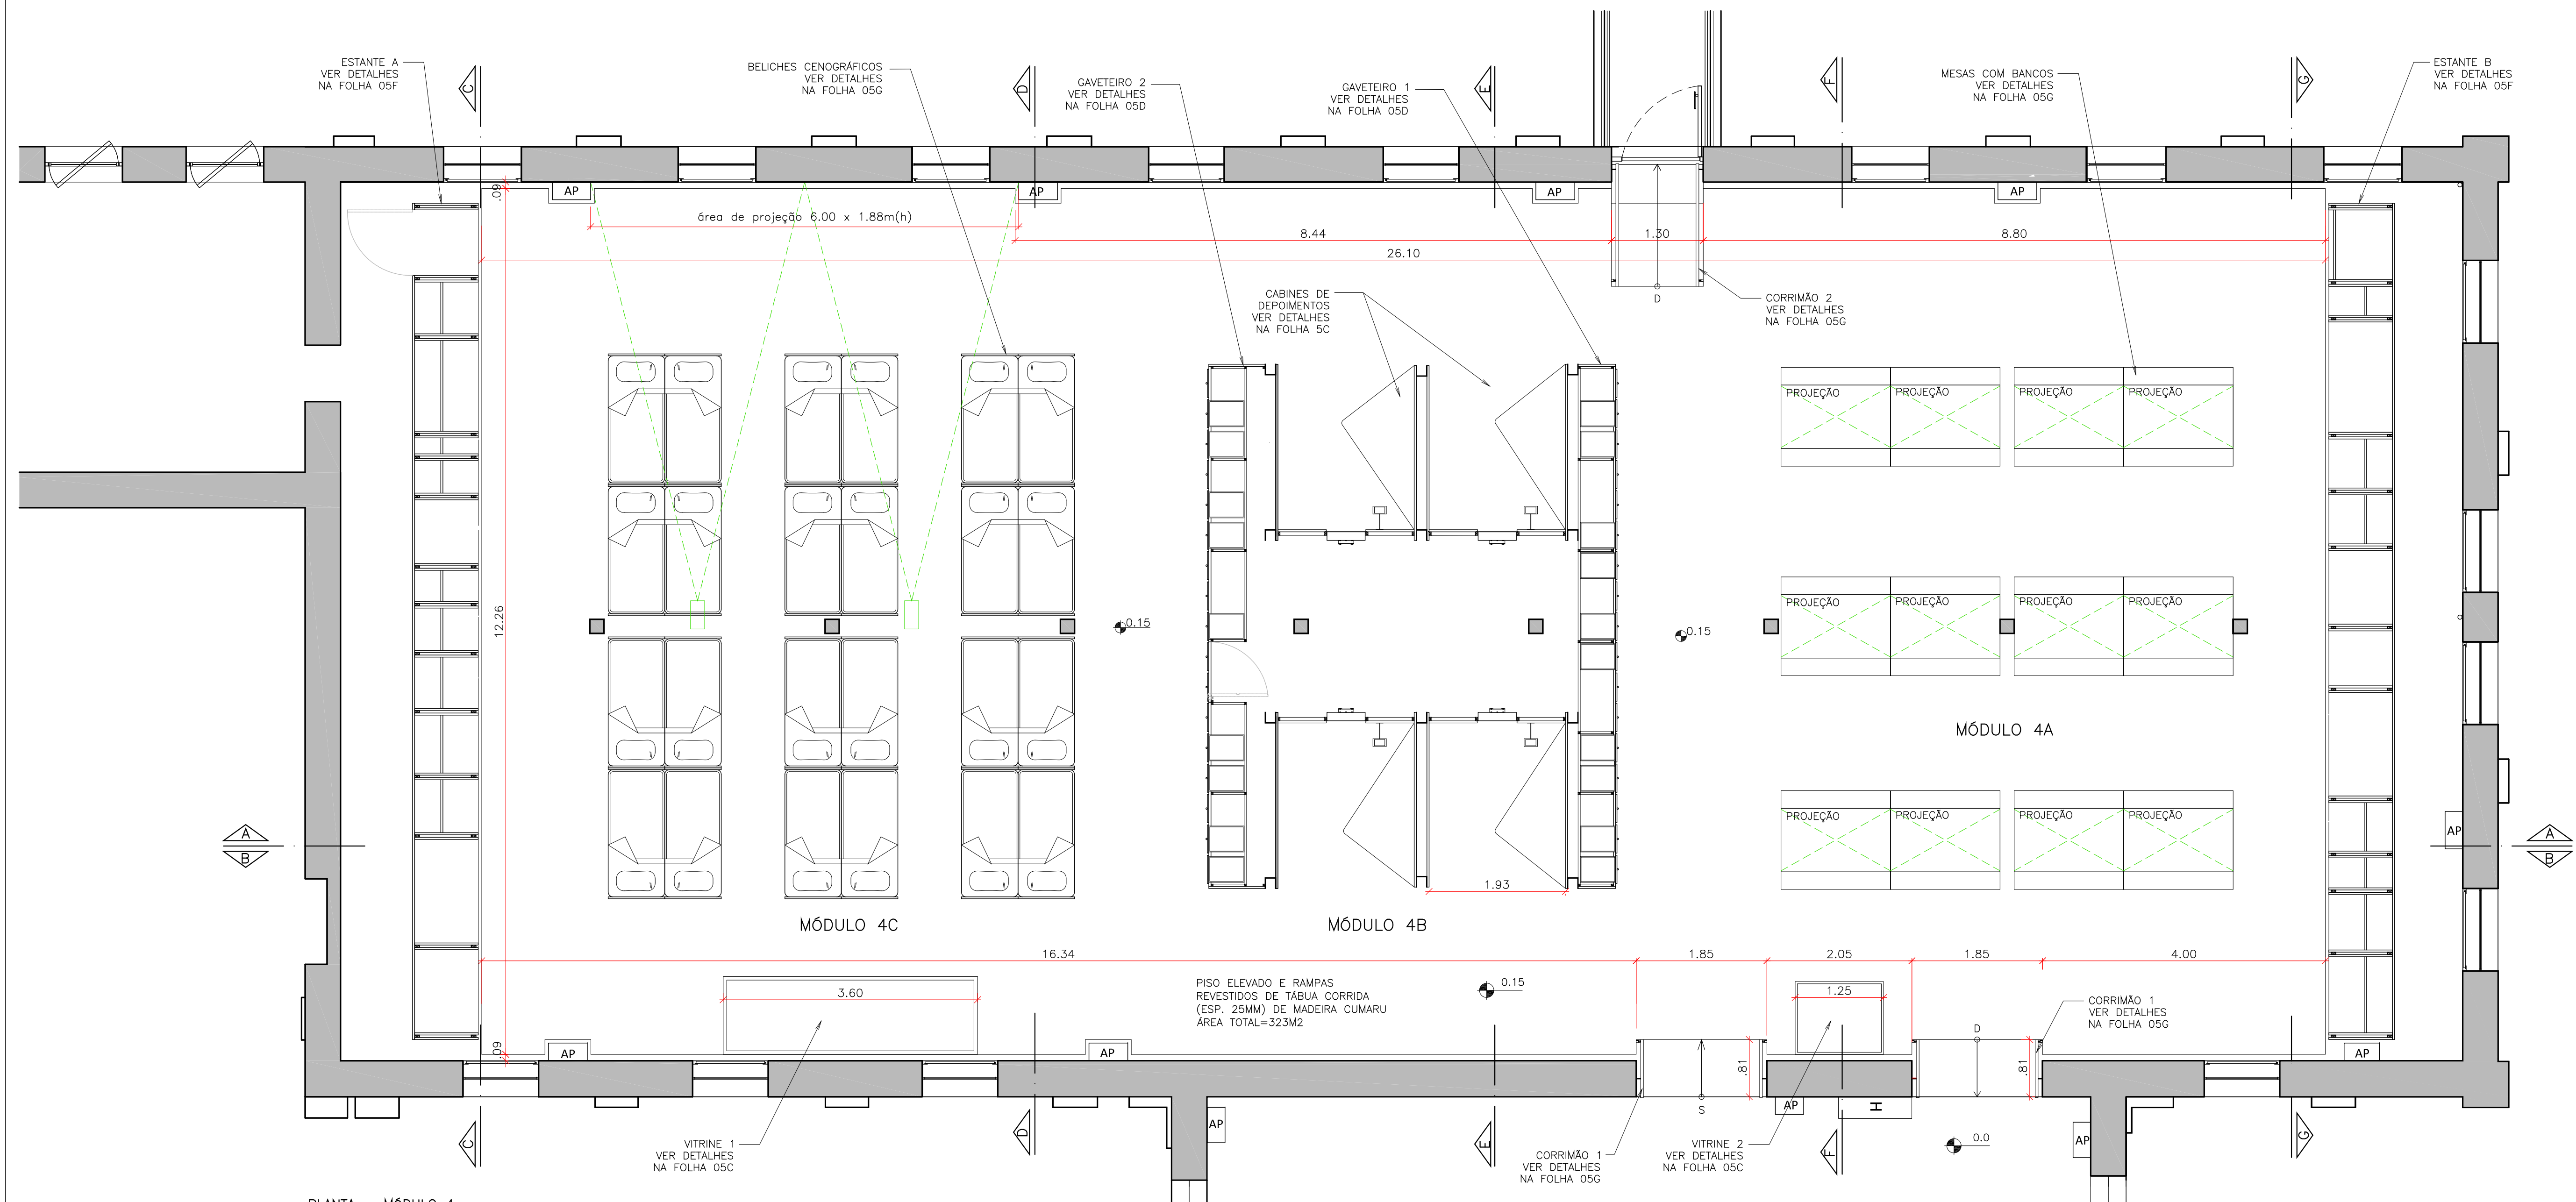 ESTANTE A
VER DETALHES
NA FOLHA 05F
BELICHES CENOGRÁFICOS
VER DETALHES
NA FOLHA 05G
GAVETEIRO 2
VER DETALHES
NA FOLHA 05D
GAVETEIRO 1
VER DETALHES
NA FOLHA 05D
MESAS COM BANCOS
VER DETALHES
NA FOLHA 05G
ESTANTE B
VER DETALHES
NA FOLHA 05F
C
D
E
F
G
AP
AP
AP
AP
.09
área de projeção 6.00 x 1.88m(h)
8.44
1.30
8.80
26.10
D
CABINES DE
DEPOIMENTOS
VER DETALHES
NA FOLHA 5C
CORRIMÃO 2
VER DETALHES
NA FOLHA 05G
PROJEÇÃO
PROJEÇÃO
PROJEÇÃO
PROJEÇÃO
12.26
0.15
0.15
PROJEÇÃO
PROJEÇÃO
PROJEÇÃO
PROJEÇÃO
MÓDULO 4A
PROJEÇÃO
PROJEÇÃO
PROJEÇÃO
PROJEÇÃO
A
B
AP
A
B
1.93
MÓDULO 4C
MÓDULO 4B
16.34
1.85
2.05
1.85
4.00
3.60
PISO ELEVADO E RAMPAS
REVESTIDOS DE TÁBUA CORRIDA
(ESP. 25MM) DE MADEIRA CUMARU
ÁREA TOTAL=323M2
0.15
1.25
CORRIMÃO 1
VER DETALHES
NA FOLHA 05G
D
.09
AP
AP
AP
.81
.81
S
AP
H
AP
AP
0.0
C
D
E
F
G
VITRINE 1
VER DETALHES
NA FOLHA 05C
CORRIMÃO 1
VER DETALHES
NA FOLHA 05G
VITRINE 2
VER DETALHES
NA FOLHA 05C
PLANTA - MÓDULO 4